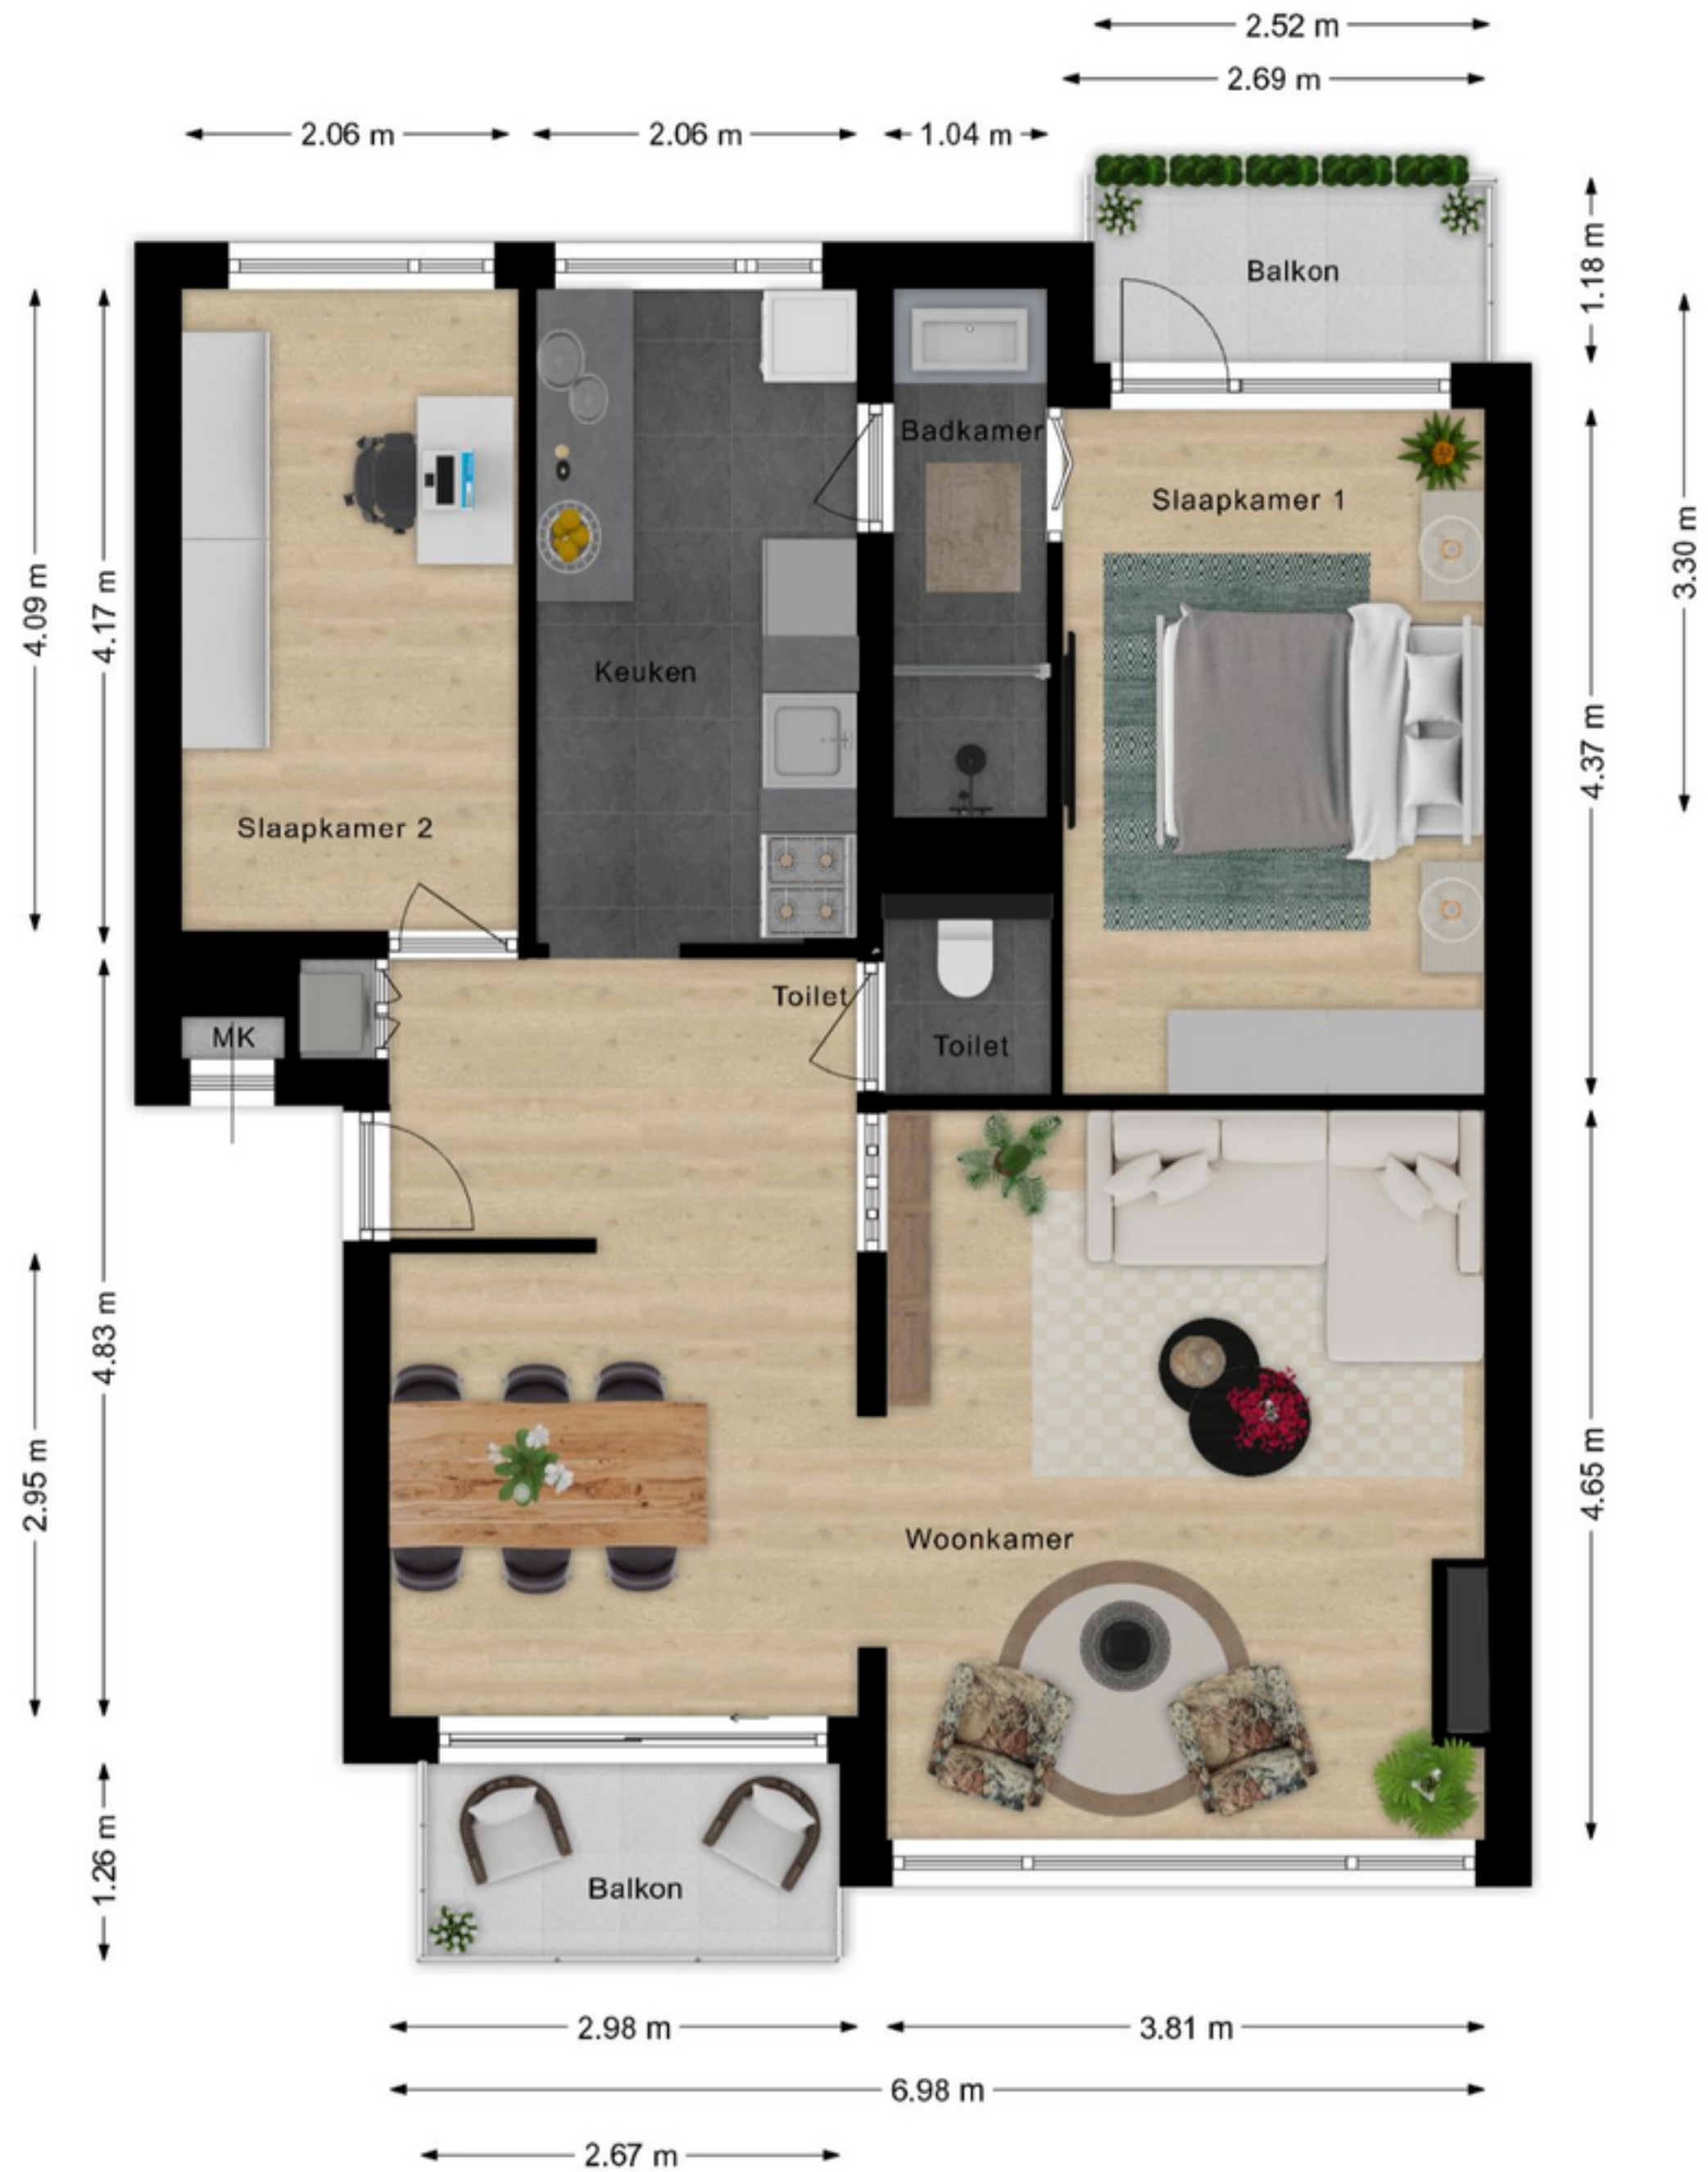 2.52 m
2.69 m
2.06 m
2.06 m
1.04 m
1.18 m
Balkon
3.30 m
4.09 m
4.17 m
Badkamer
Slaapkamer 1
Keuken
4.37 m
Slaapkamer 2
Toilet
MK
Toilet
4.83 m
2.95 m
4.65 m
Woonkamer
1.26 m
Balkon
2.98 m
3.81 m
6.98 m
2.67 m